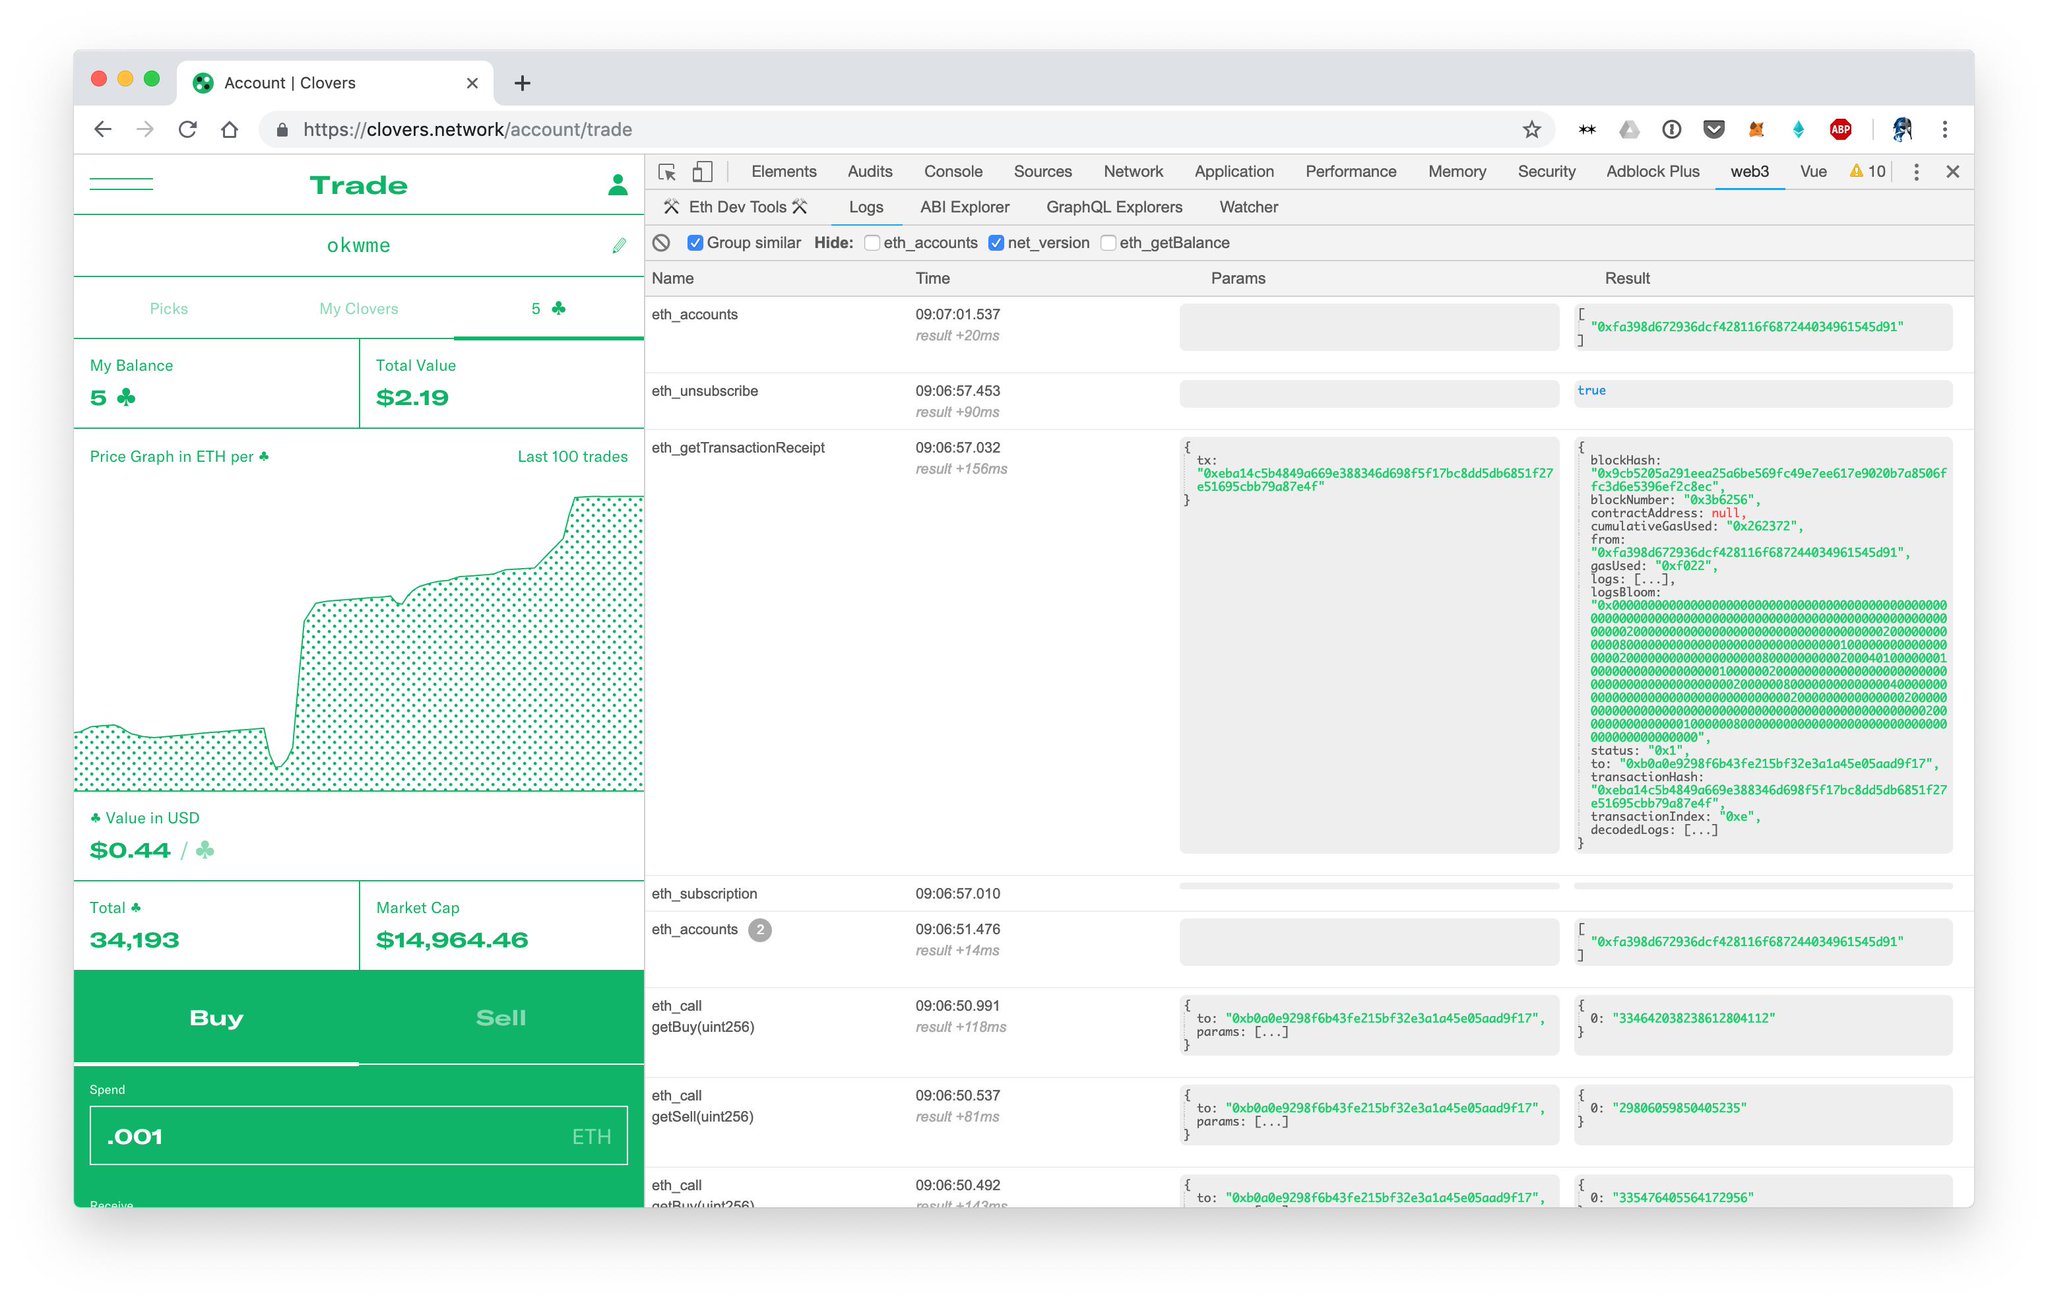 Account | Clovers
https://clovers.network/account/trade
ABP
Trade
okwme
Picks
My Clovers
5 ♣
My Balance
5 ♣
Total Value
$2.19
Price Graph in ETH per ♣
Last 100 trades
♣ Value in USD
$0.44 / ♣
Total ♣
34,193
Market Cap
$14,964.46
Buy
Sell
Spend
.001 ETH
Receive
Elements Audits Console Sources Network Application Performance Memory Security Adblock Plus web3 Vue 10
Eth Dev Tools Logs ABI Explorer GraphQL Explorers Watcher
Group similar Hide: eth_accounts net_version eth_getBalance
Name Time Params Result
eth_accounts
09:07:01.537
result +20ms
[
"0xfa398d672936dcf428116f687244034961545d91"
]
eth_unsubscribe
09:06:57.453
result +90ms
true
eth_getTransactionReceipt
09:06:57.032
result +156ms
{
tx:
"0xeba14c5b4849a669e388346d698f5f17bc8dd5db6851f27
e51695cbb79a87e4f"
}
{
blockHash:
"0x9cb5205a291eea25a6be569fc49e7ee617e9020b7a8506f
fc3d6e5396ef2c8ec",
blockNumber: "0x3b6256",
contractAddress: null,
cumulativeGasUsed: "0x262372",
from:
"0xfa398d672936dcf428116f687244034961545d91",
gasUsed: "0xf022",
logs: [...],
logsBloom:
status: "0x1",
to: "0xb0a0e9298f6b43fe215bf32e3a1a45e05aad9f17",
transactionHash:
"0xeba14c5b4849a669e388346d698f5f17bc8dd5db6851f27
e51695cbb79a87e4f",
transactionIndex: "0xe",
decodedLogs: [...]
}
eth_subscription
09:06:57.010
eth_accounts 2
09:06:51.476
result +14ms
[
"0xfa398d672936dcf428116f687244034961545d91"
]
eth_call
getBuy(uint256)
09:06:50.991
result +118ms
{
to: "0xb0a0e9298f6b43fe215bf32e3a1a45e05aad9f17",
params: [...]
}
{
0: "334642038238612804112"
}
eth_call
getSell(uint256)
09:06:50.537
result +81ms
{
to: "0xb0a0e9298f6b43fe215bf32e3a1a45e05aad9f17",
params: [...]
}
{
0: "29806059850405235"
}
eth_call
getBuy(uint256)
09:06:50.492
result +143ms
{
to: "0xb0a0e9298f6b43fe215bf32e3a1a45e05aad9f17",
{
0: "335476405564172956"